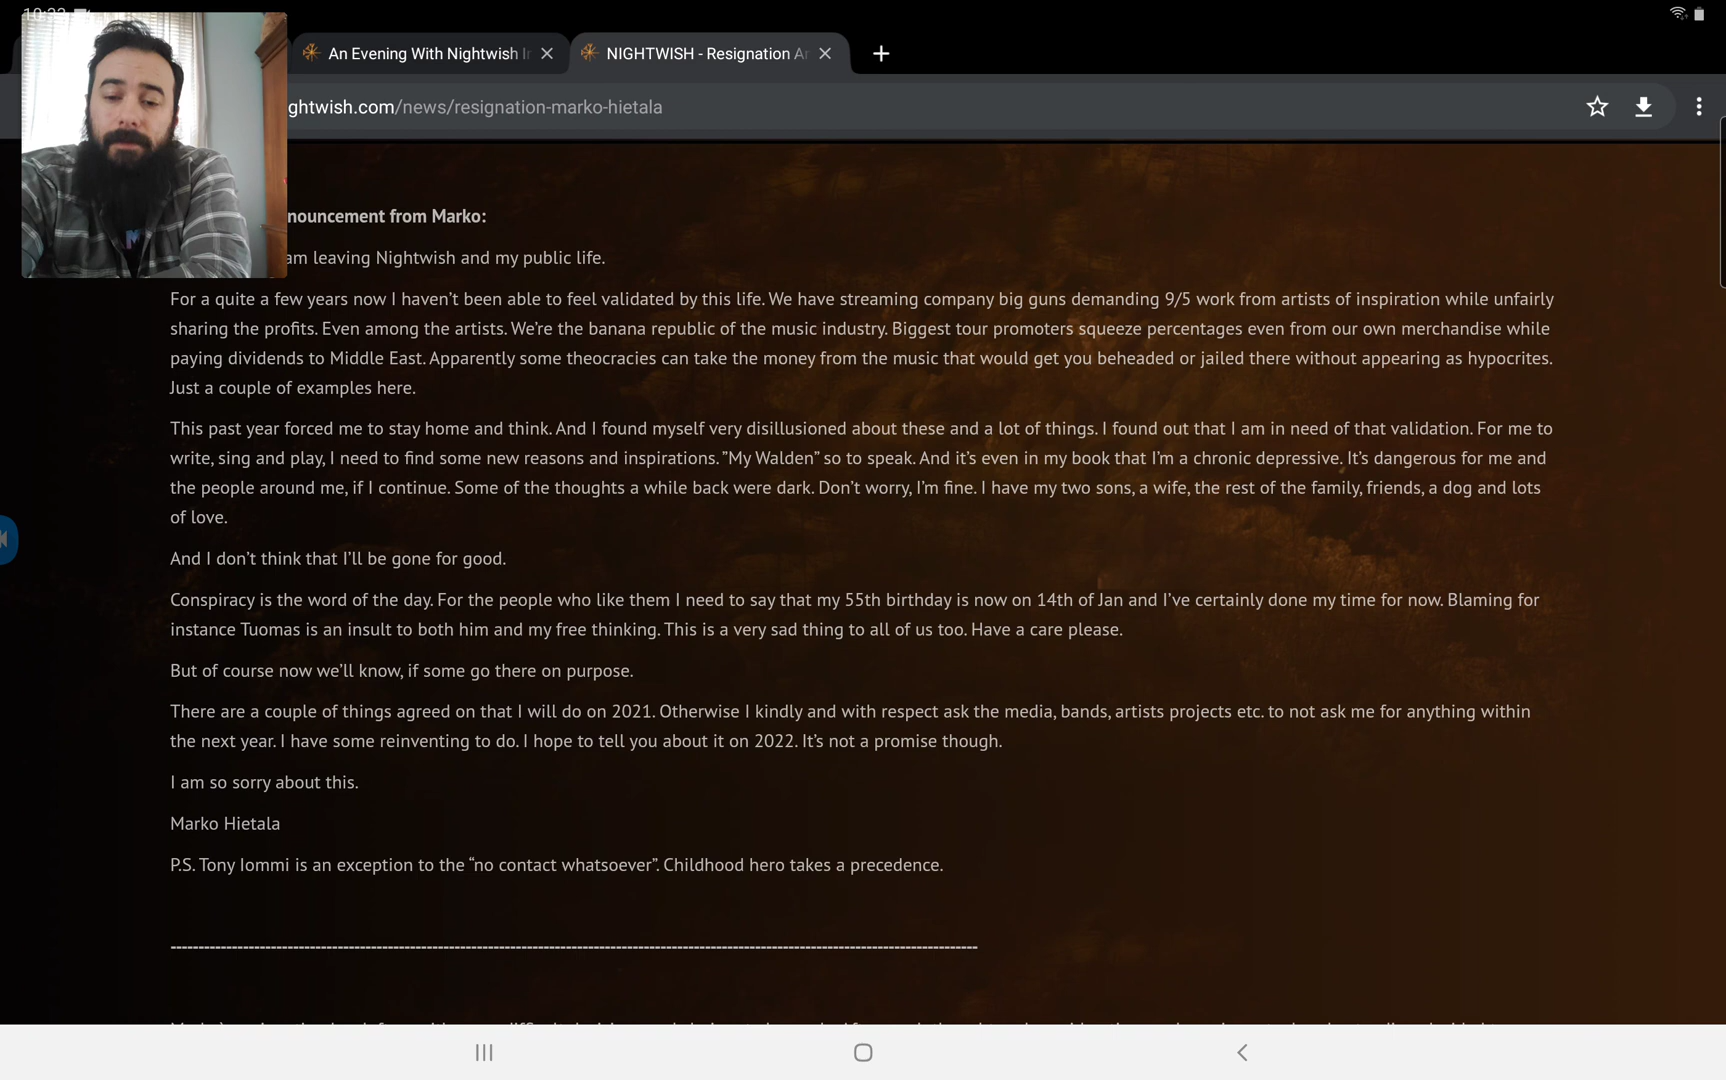 10:33
An Evening With Nightwish
NIGHTWISH - Resignation
ghtwish.com/news/resignation-marko-hietala
nouncement from Marko:
am leaving Nightwish and my public life.
For a quite a few years now I haven't been able to feel validated by this life. We have streaming company big guns demanding 9/5 work from artists of inspiration while unfairly
sharing the profits. Even among the artists. We're the banana republic of the music industry. Biggest tour promoters squeeze percentages even from our own merchandise while
paying dividends to Middle East. Apparently some theocracies can take the money from the music that would get you beheaded or jailed there without appearing as hypocrites.
Just a couple of examples here.
This past year forced me to stay home and think. And I found myself very disillusioned about these and a lot of things. I found out that I am in need of that validation. For me to
write, sing and play, I need to find some new reasons and inspirations. ”My Walden” so to speak. And it's even in my book that I'm a chronic depressive. It's dangerous for me and
the people around me, if I continue. Some of the thoughts a while back were dark. Don't worry, I'm fine. I have my two sons, a wife, the rest of the family, friends, a dog and lots
of love.
And I don't think that I'll be gone for good.
Conspiracy is the word of the day. For the people who like them I need to say that my 55th birthday is now on 14th of Jan and I've certainly done my time for now. Blaming for
instance Tuomas is an insult to both him and my free thinking. This is a very sad thing to all of us too. Have a care please.
But of course now we'll know, if some go there on purpose.
There are a couple of things agreed on that I will do on 2021. Otherwise I kindly and with respect ask the media, bands, artists projects etc. to not ask me for anything within
the next year. I have some reinventing to do. I hope to tell you about it on 2022. It's not a promise though.
I am so sorry about this.
Marko Hietala
P.S. Tony Iommi is an exception to the “no contact whatsoever”. Childhood hero takes a precedence.